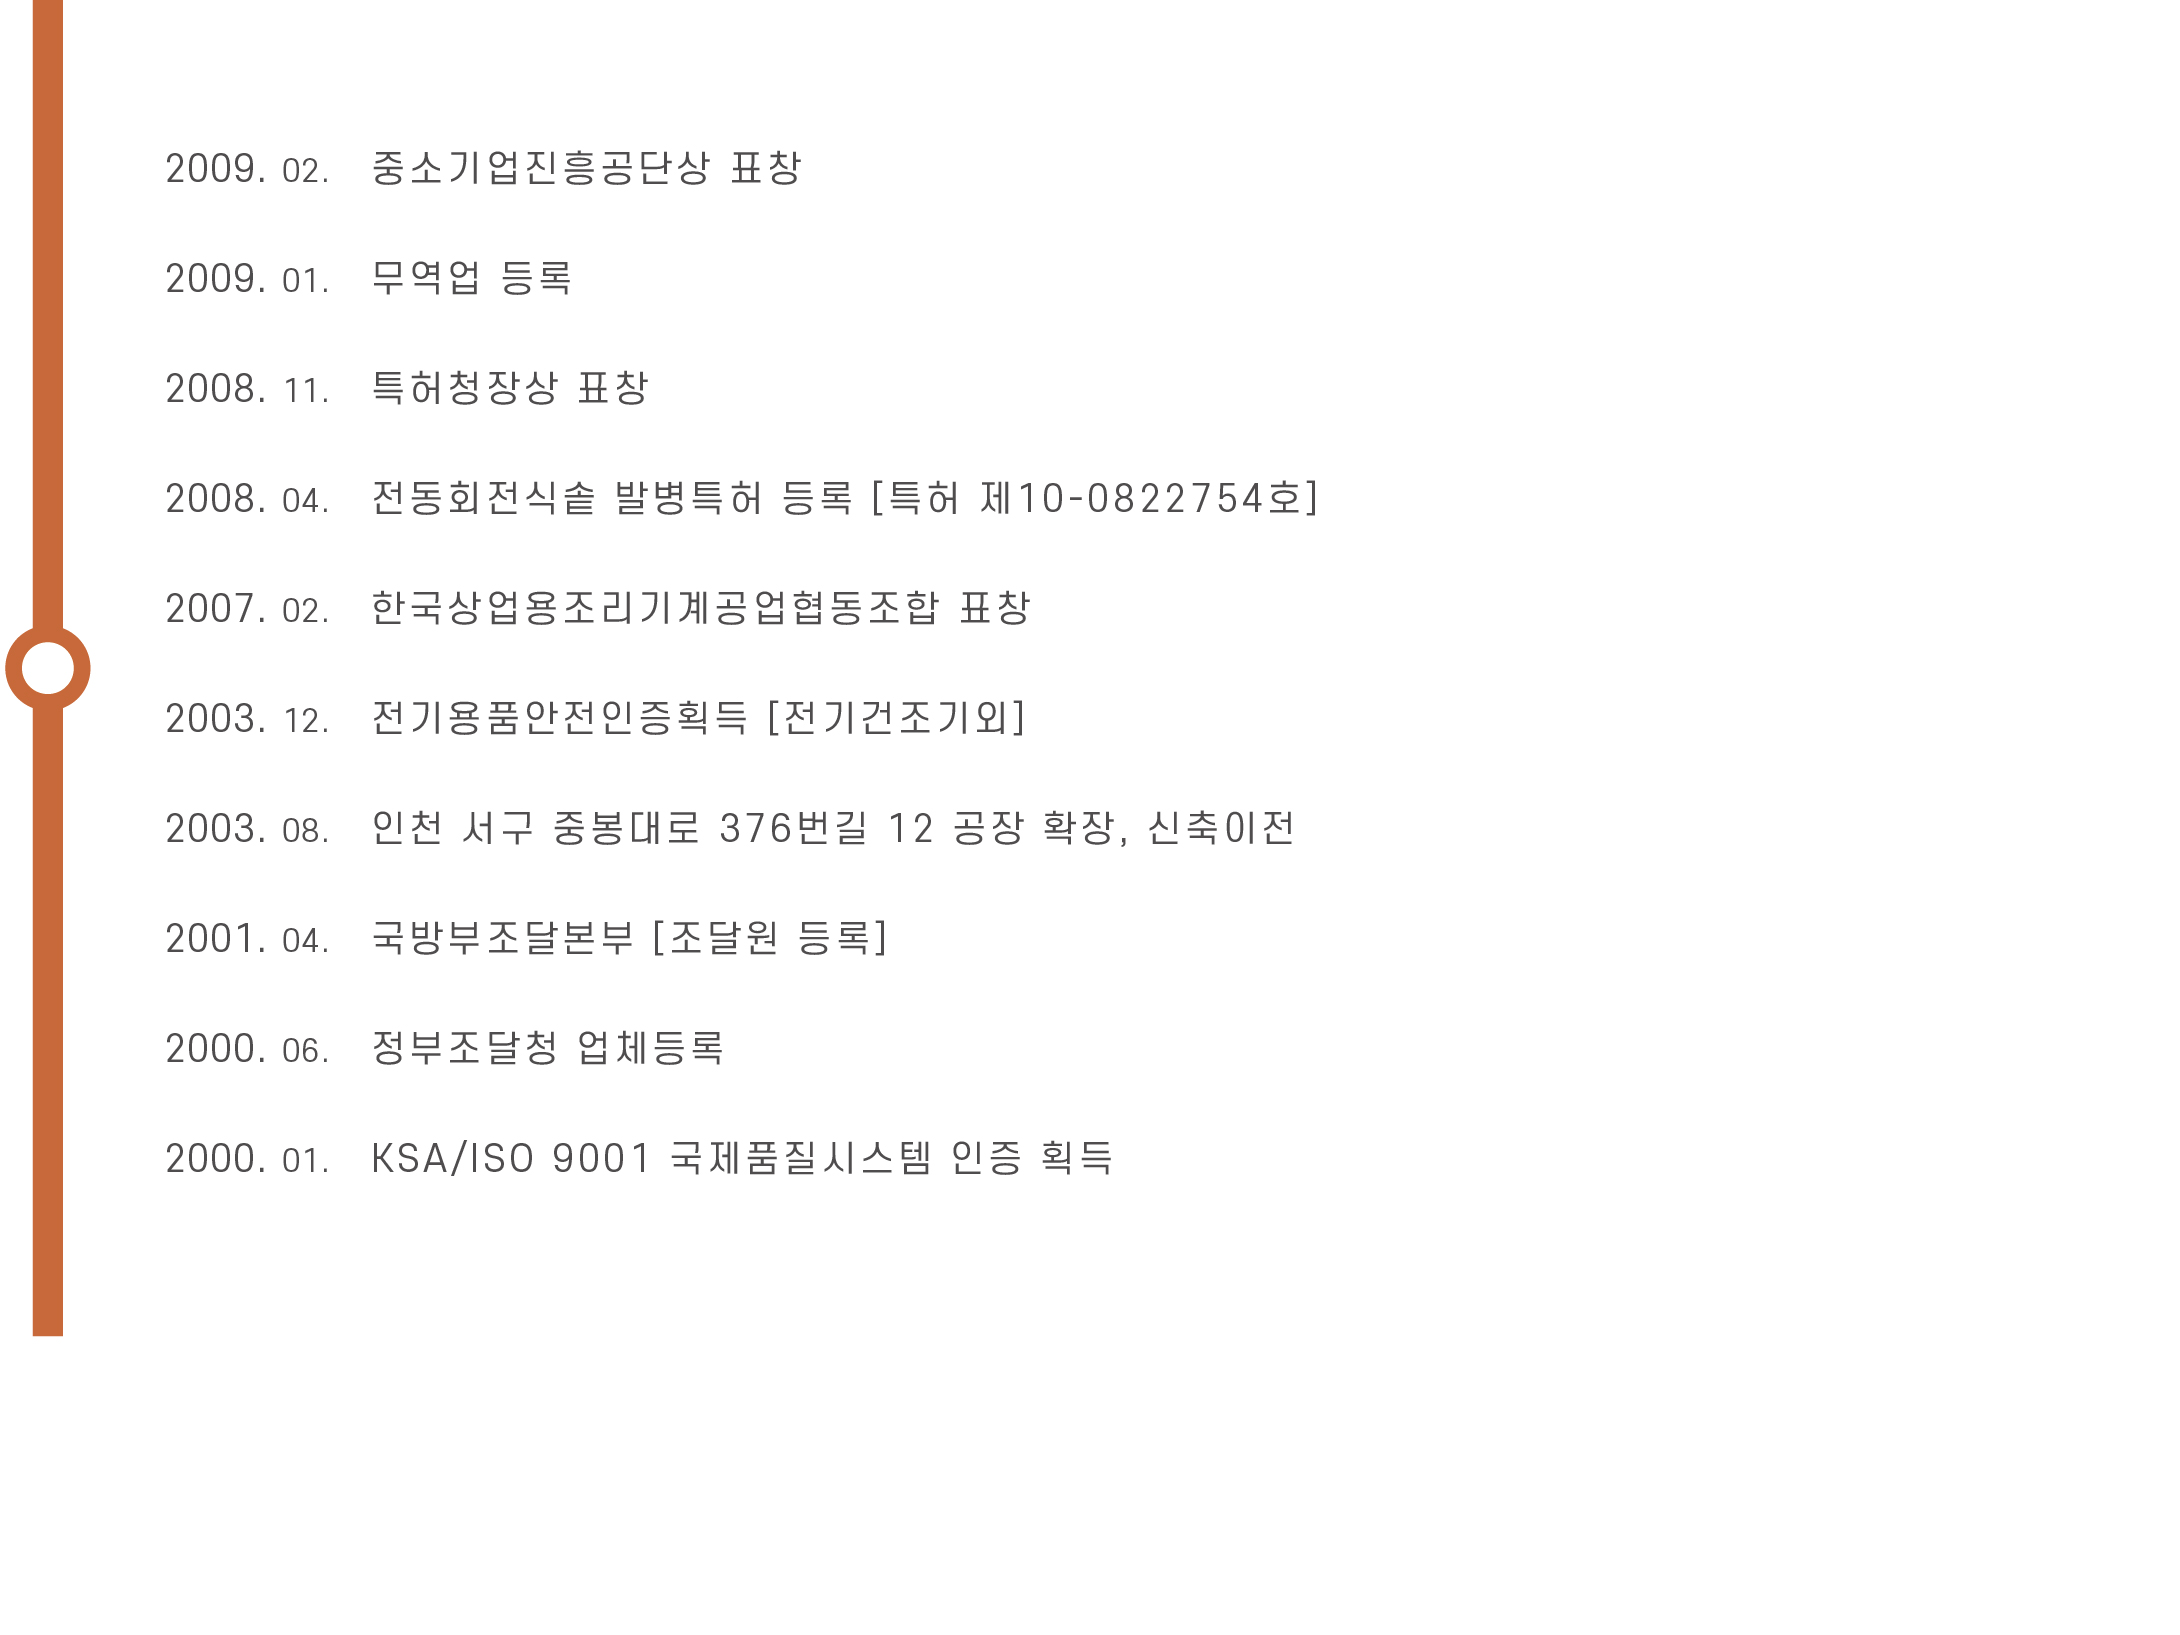 2009. 02. 중소기업진흥공단상 표창
2009. 01. 무역업 등록
2008. 11. 특허청장상 표창
2008. 04. 전동회전식솥 발병특허 등록 [특허 제10-0822754호]
2007. 02. 한국상업용조리기계공업협동조합 표창
2003. 12. 전기용품안전인증획득 [전기건조기외]
2003. 08. 인천 서구 중봉대로 376번길 12 공장 확장, 신축이전
2001. 04. 국방부조달본부 [조달원 등록]
2000. 06. 정부조달청 업체등록
2000. 01. KSA/ISO 9001 국제품질시스템 인증 획득